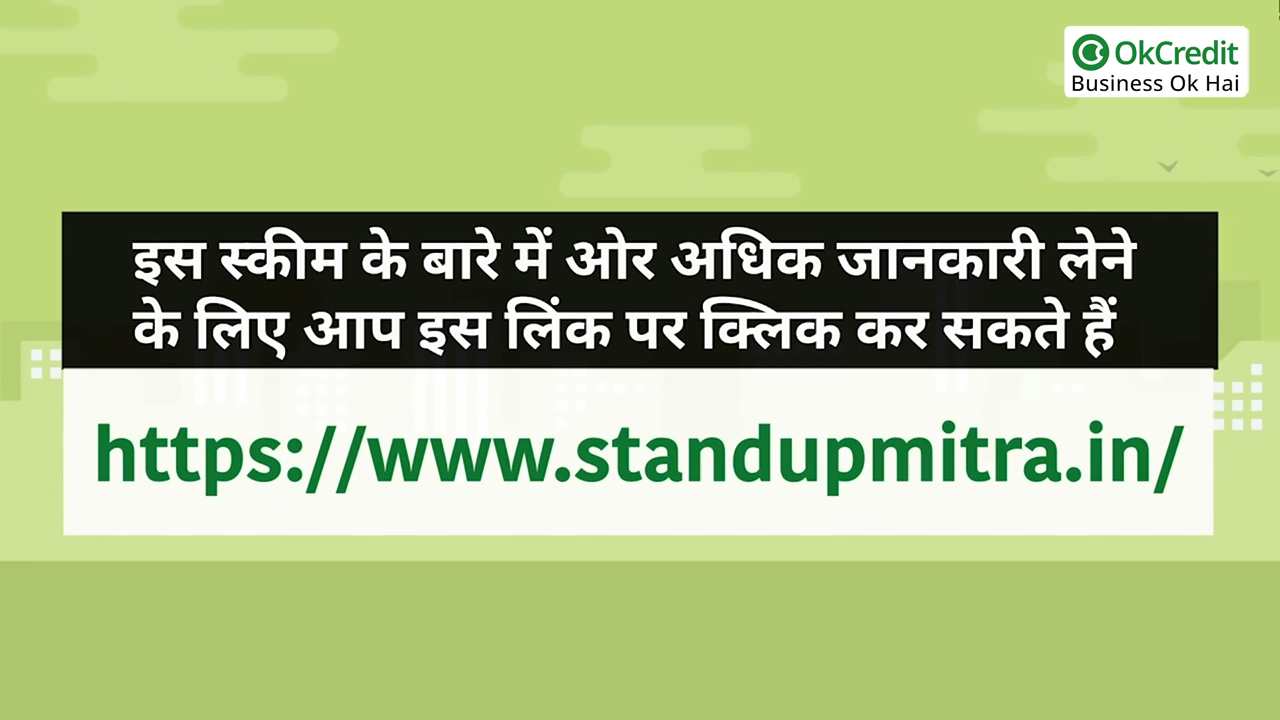 OkCredit
Business Ok Hai
इस स्कीम के बारे में ओर अधिक जानकारी लेने
के लिए आप इस लिंक पर क्लिक कर सकते हैं
https://www.standupmitra.in/